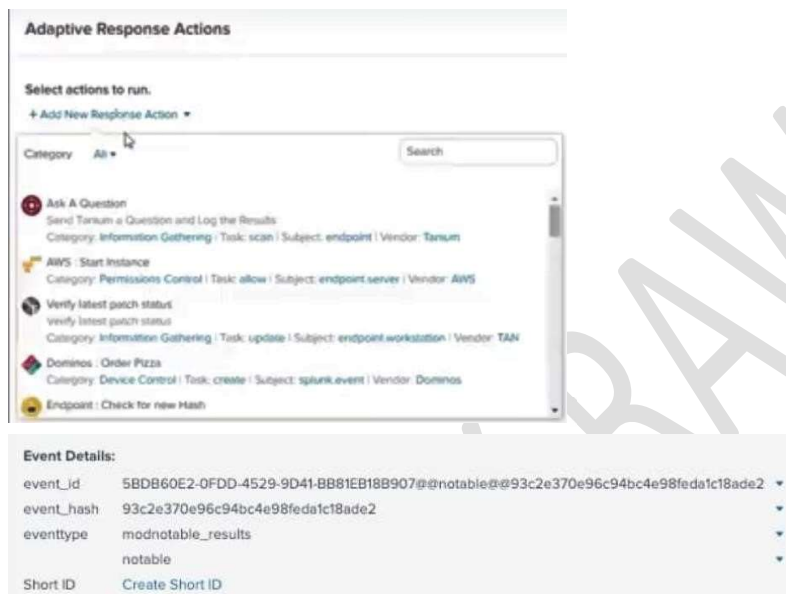 Adaptive Response Actions
Select actions to run.
+ Add New Response Action
Category All Search
Ask A Question
Send Tanium a Question and Log the Results
Category: Information Gathering | Task: scan | Subject: endpoint | Vendor: Tanium
AWS : Start Instance
Category: Permissions Control | Task: allow | Subject: endpoint.server | Vendor: AWS
Verify latest patch status
Verify latest patch status
Category: Information Gathering | Task: update | Subject: endpoint.workstation | Vendor: TAN
Dominos : Order Pizza
Category: Device Control | Task: create | Subject: splunk.event | Vendor: Dominos
Endpoint : Check for new Hash
Event Details:
event_id 5BDB60E2-0FDD-4529-9D41-BB81EB18B907@@notable@@93c2e370e96c94bc4e98feda1c18ade2
event_hash 93c2e370e96c94bc4e98feda1c18ade2
eventtype modnotable_results
notable
Short ID Create Short ID